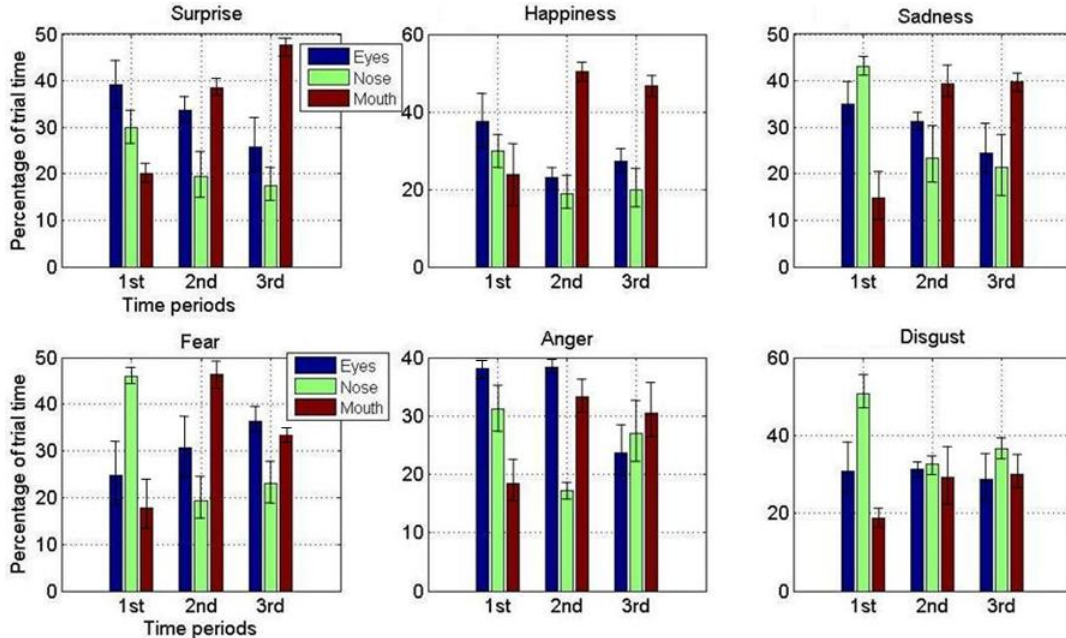 Surprise
Happiness
Sadness
Percentage of trial time
50
40
30
20
10
0
1st 2nd 3rd
Time periods
Eyes
Nose
Mouth
60
40
20
0
1st 2nd 3rd
50
40
30
20
10
0
1st 2nd 3rd
Fear
Anger
Disgust
Percentage of trial time
50
40
30
20
10
0
1st 2nd 3rd
Time periods
Eyes
Nose
Mouth
40
30
20
10
0
1st 2nd 3rd
60
40
20
0
1st 2nd 3rd